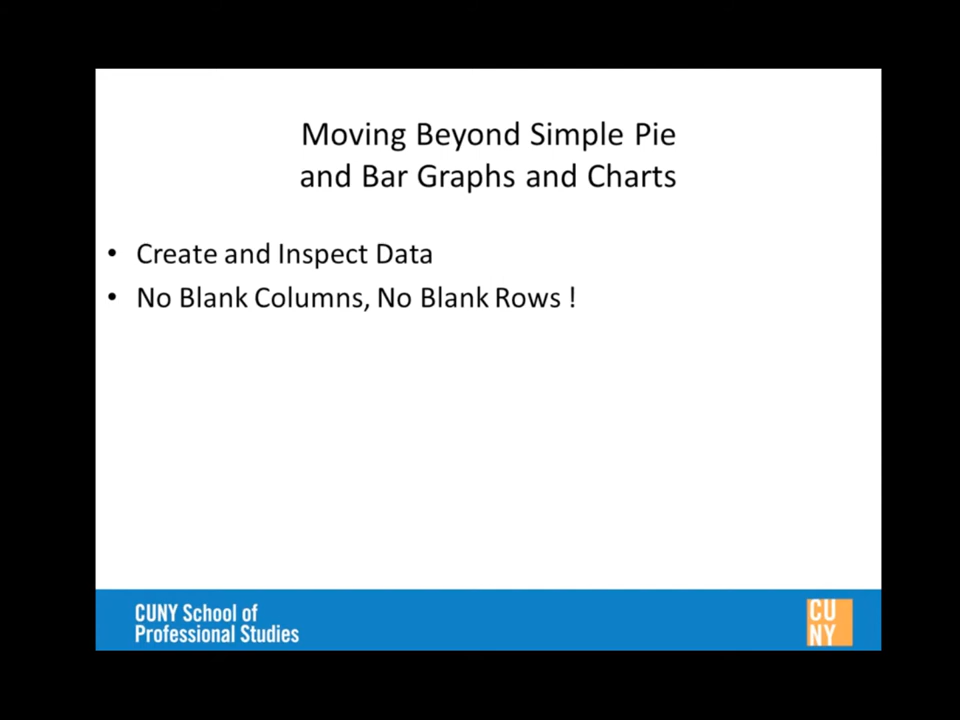 Moving Beyond Simple Pie
and Bar Graphs and Charts
• Create and Inspect Data
• No Blank Columns, No Blank Rows !
CUNY School of
Professional Studies
CU
NY